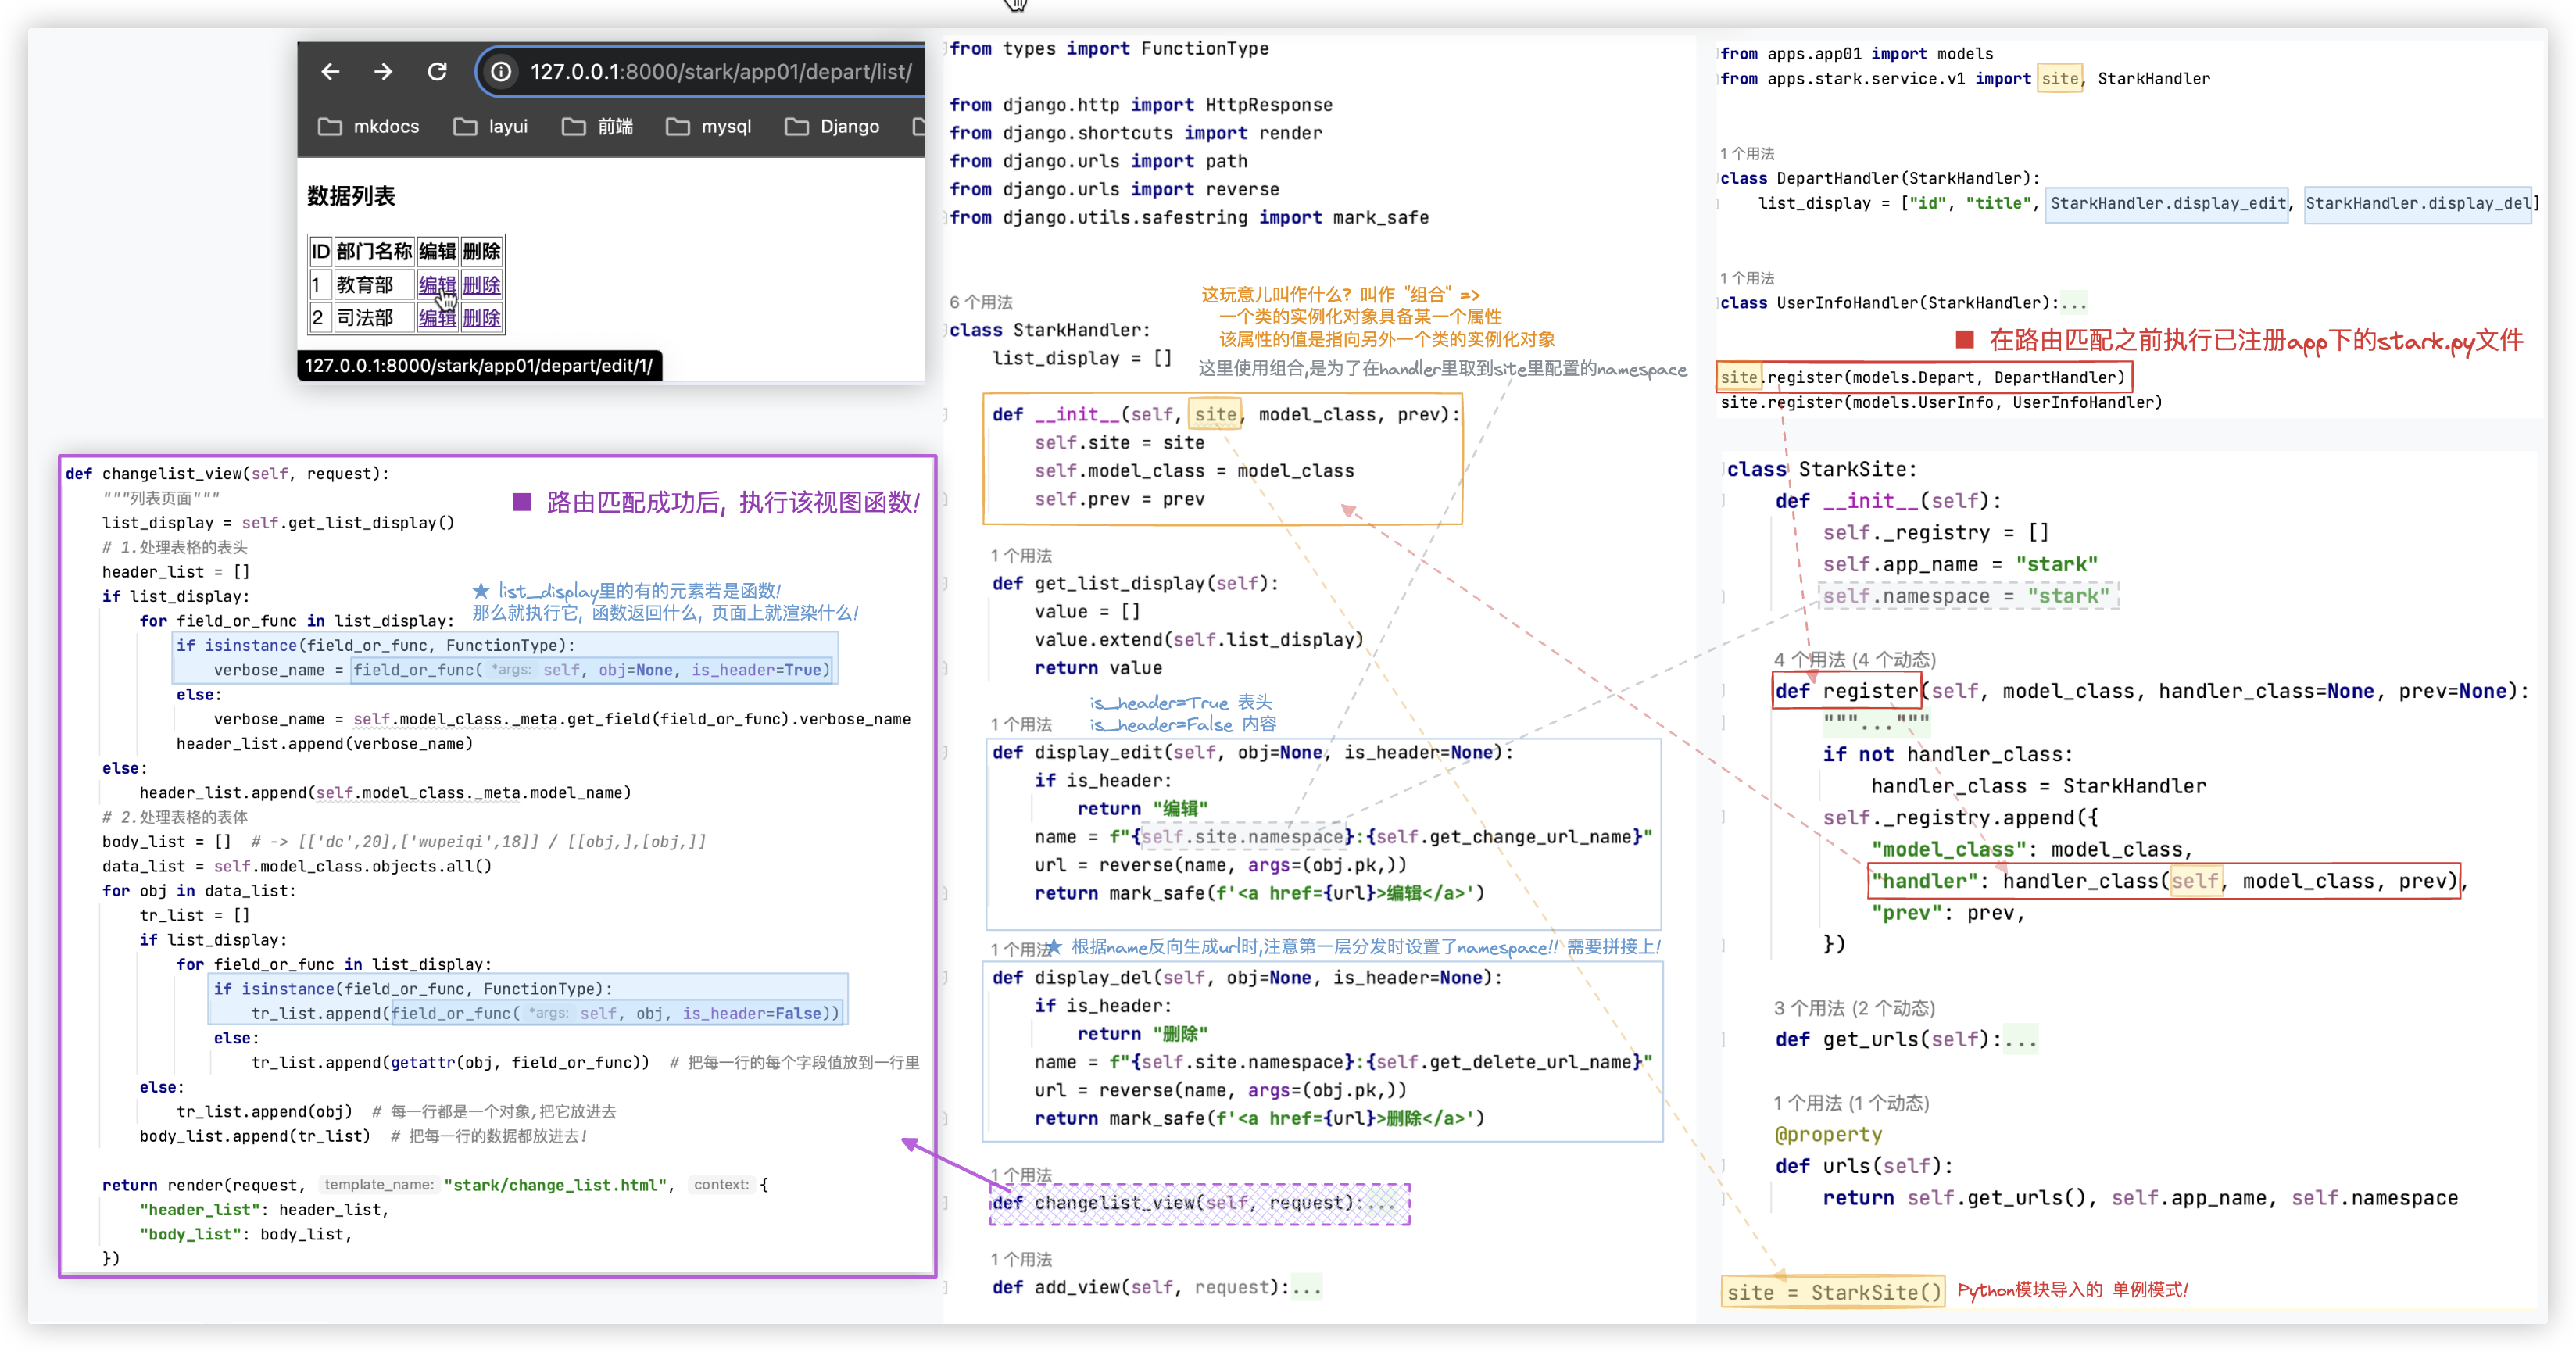 127.0.0.1:8000/stark/app01/depart/list/
mkdocs layui 前端 mysql Django
数据列表
ID 部门名称 编辑 删除
1 教育部 编辑 删除
2 司法部 编辑 删除
127.0.0.1:8000/stark/app01/depart/edit/1/
def changelist_view(self, request):
"""列表页面"""
■ 路由匹配成功后, 执行该视图函数!
list_display = self.get_list_display()
# 1.处理表格的表头
header_list = []
if list_display:
★ list_display里的有的元素若是函数!
那么就执行它, 函数返回什么, 页面上就渲染什么!
for field_or_func in list_display:
if isinstance(field_or_func, FunctionType):
verbose_name = field_or_func( *args: self, obj=None, is_header=True)
else:
verbose_name = self.model_class._meta.get_field(field_or_func).verbose_name
header_list.append(verbose_name)
else:
header_list.append(self.model_class._meta.model_name)
# 2.处理表格的表体
body_list = [] # -> [['dc',20],['wupeiqi',18]] / [[obj,],[obj,]]
data_list = self.model_class.objects.all()
for obj in data_list:
tr_list = []
if list_display:
for field_or_func in list_display:
if isinstance(field_or_func, FunctionType):
tr_list.append(field_or_func( *args: self, obj, is_header=False))
else:
tr_list.append(getattr(obj, field_or_func)) # 把每一行的每个字段值放到一行里
else:
tr_list.append(obj) # 每一行都是一个对象,把它放进去
body_list.append(tr_list) # 把每一行的数据都放进去!
return render(request, template_name: "stark/change_list.html", context: {
"header_list": header_list,
"body_list": body_list,
})
from types import FunctionType
from django.http import HttpResponse
from django.shortcuts import render
from django.urls import path
from django.urls import reverse
from django.utils.safestring import mark_safe
这玩意儿叫作什么? 叫作 "组合" =>
一个类的实例化对象具备某一个属性
该属性的值是指向另外一个类的实例化对象
这里使用组合,是为了在handler里取到site里配置的namespace
6 个用法
class StarkHandler:
list_display = []
def __init__(self, site, model_class, prev):
self.site = site
self.model_class = model_class
self.prev = prev
1 个用法
def get_list_display(self):
value = []
value.extend(self.list_display)
return value
is_header=True 表头
is_header=False 内容
1 个用法
def display_edit(self, obj=None, is_header=None):
if is_header:
return "编辑"
name = f"{self.site.namespace}:{self.get_change_url_name}"
url = reverse(name, args=(obj.pk,))
return mark_safe(f'<a href={url}>编辑</a>')
1 个用法
★ 根据name反向生成url时,注意第一层分发时设置了namespace!! 需要拼接上!
def display_del(self, obj=None, is_header=None):
if is_header:
return "删除"
name = f"{self.site.namespace}:{self.get_delete_url_name}"
url = reverse(name, args=(obj.pk,))
return mark_safe(f'<a href={url}>删除</a>')
1 个用法
def changelist_view(self, request):...
1 个用法
def add_view(self, request):...
from apps.app01 import models
from apps.stark.service.v1 import site, StarkHandler
1 个用法
class DepartHandler(StarkHandler):
list_display = ["id", "title", StarkHandler.display_edit, StarkHandler.display_del]
1 个用法
class UserInfoHandler(StarkHandler):...
■ 在路由匹配之前执行已注册app下的stark.py文件
site.register(models.Depart, DepartHandler)
site.register(models.UserInfo, UserInfoHandler)
class StarkSite:
def __init__(self):
self._registry = []
self.app_name = "stark"
self.namespace = "stark"
4 个用法 (4 个动态)
def register(self, model_class, handler_class=None, prev=None):
"""..."""
if not handler_class:
handler_class = StarkHandler
self._registry.append({
"model_class": model_class,
"handler": handler_class(self, model_class, prev),
"prev": prev,
})
3 个用法 (2 个动态)
def get_urls(self):...
1 个用法 (1 个动态)
@property
def urls(self):
return self.get_urls(), self.app_name, self.namespace
site = StarkSite()
Python模块导入的 单例模式!